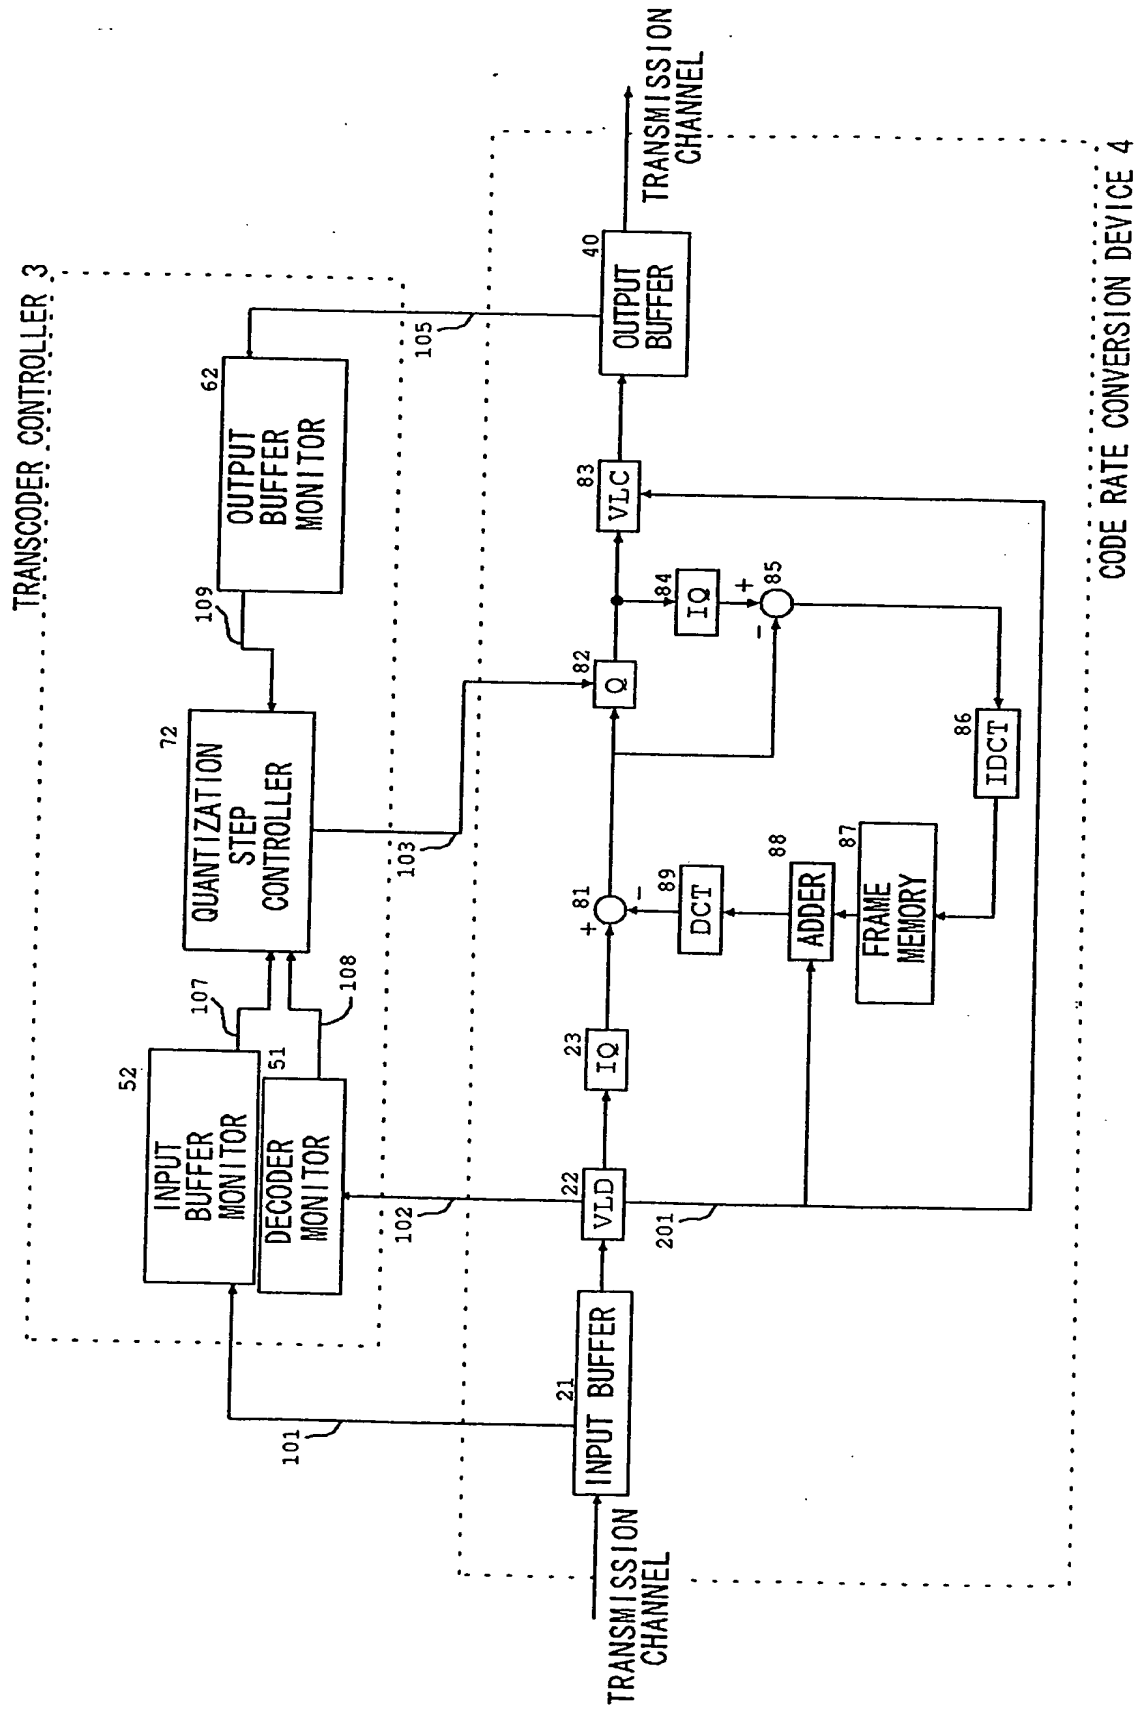 TRANSCODER CONTROLLER 3
52
INPUT
BUFFER
MONITOR
107
51
DECODER
MONITOR
108
72
QUANTIZATION
STEP
CONTROLLER
109
62
OUTPUT
BUFFER
MONITOR
101
102
103
105
TRANSMISSION
CHANNEL
21
INPUT BUFFER
22
VLD
201
23
IQ
+
81
-
89
DCT
88
ADDER
87
FRAME
MEMORY
82
Q
84
IQ
+
-
85
86
IDCT
83
VLC
40
OUTPUT
BUFFER
TRANSMISSION
CHANNEL
CODE RATE CONVERSION DEVICE 4